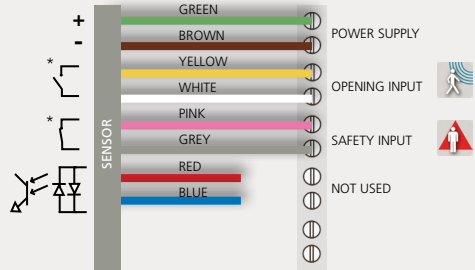 +
-
*
*
SENSOR
GREEN
BROWN
YELLOW
WHITE
PINK
GREY
RED
BLUE
POWER SUPPLY
OPENING INPUT
SAFETY INPUT
NOT USED